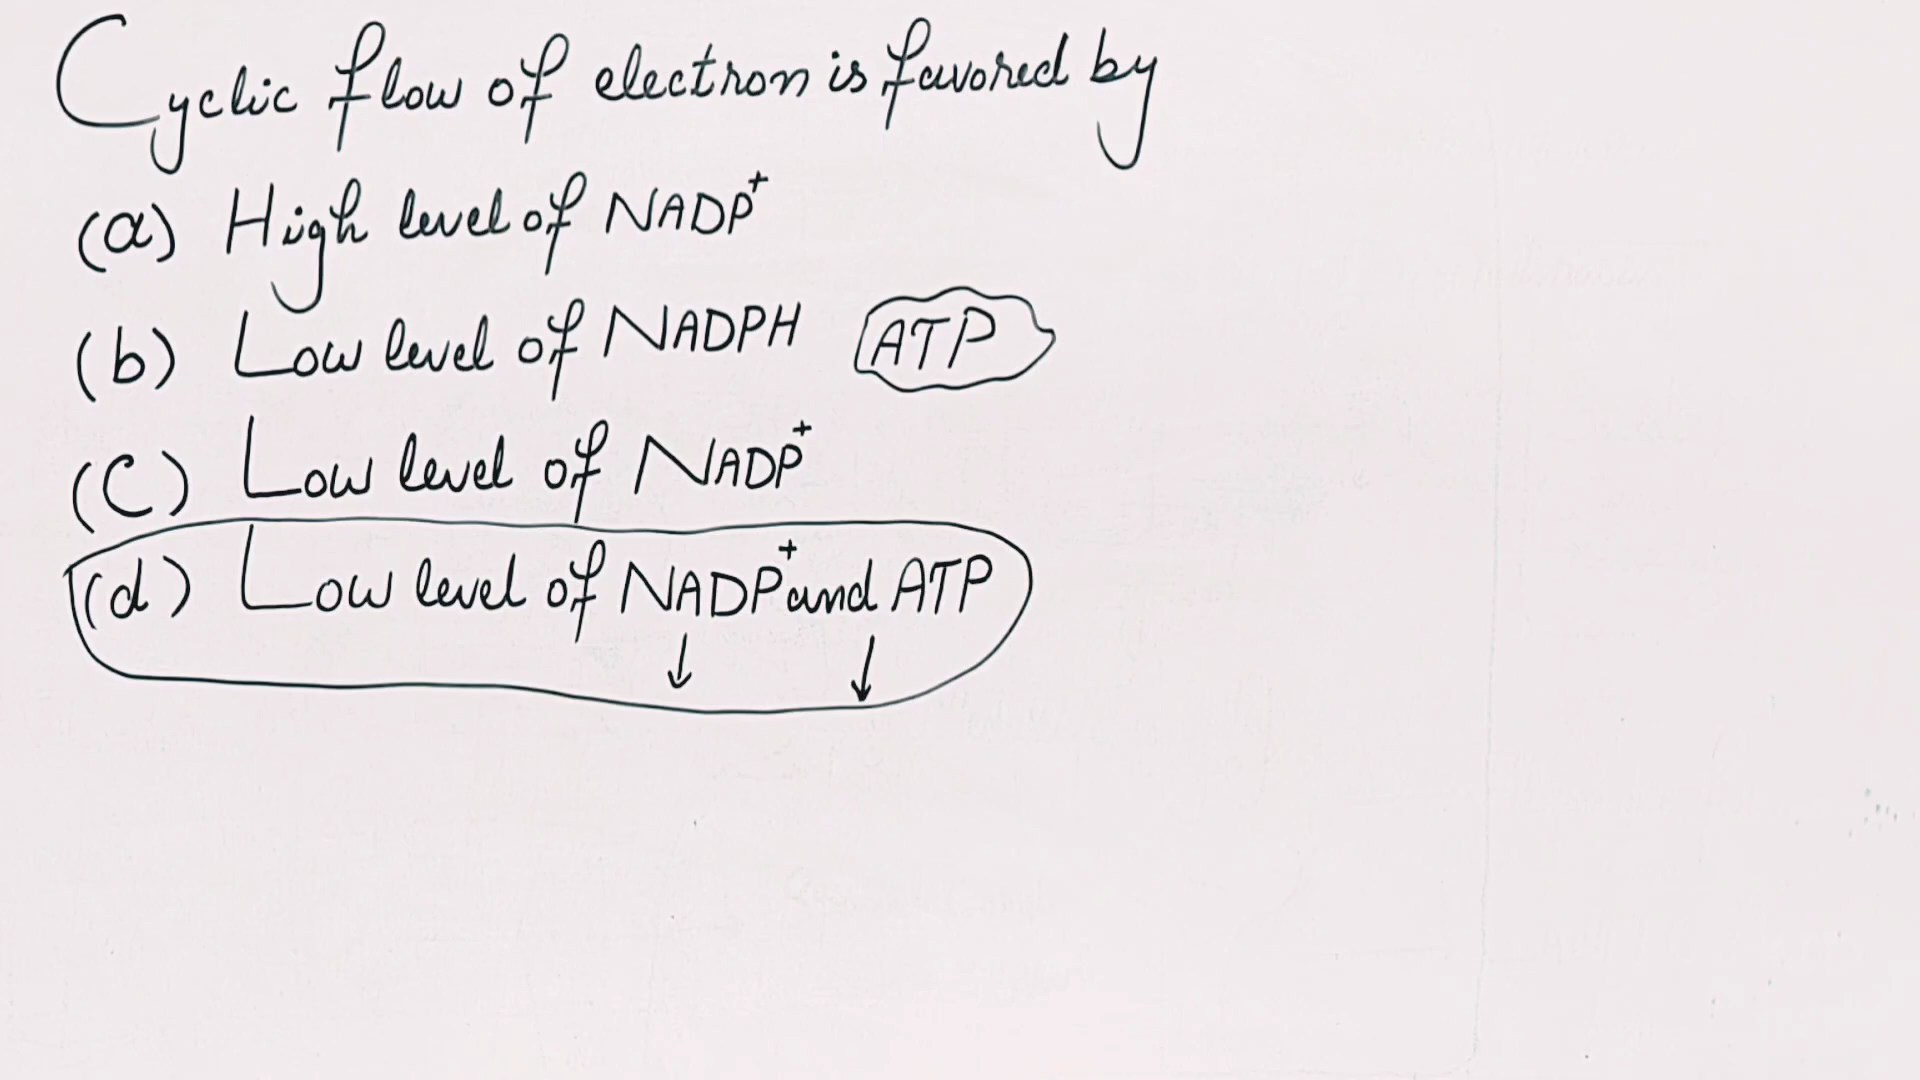 Cyclic flow of electron is favored by
(a) High level of NADP⁺
(b) Low level of NADPH ATP
(C) Low level of NADP⁺
(d) Low level of NADP⁺ and ATP